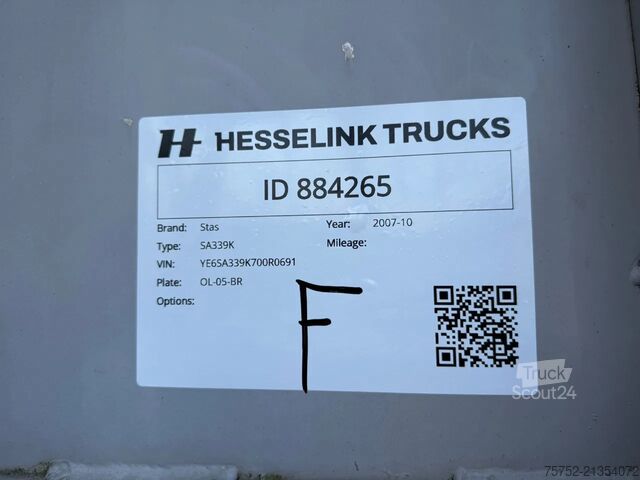 H HESSELINK TRUCKS
ID 884265
Brand: Stas Year: 2007-10
Type: SA339K Mileage:
VIN: YE6SA339K700R0691
Plate: OL-05-BR
Options:
F
Truck
Scout24
75752-21354072